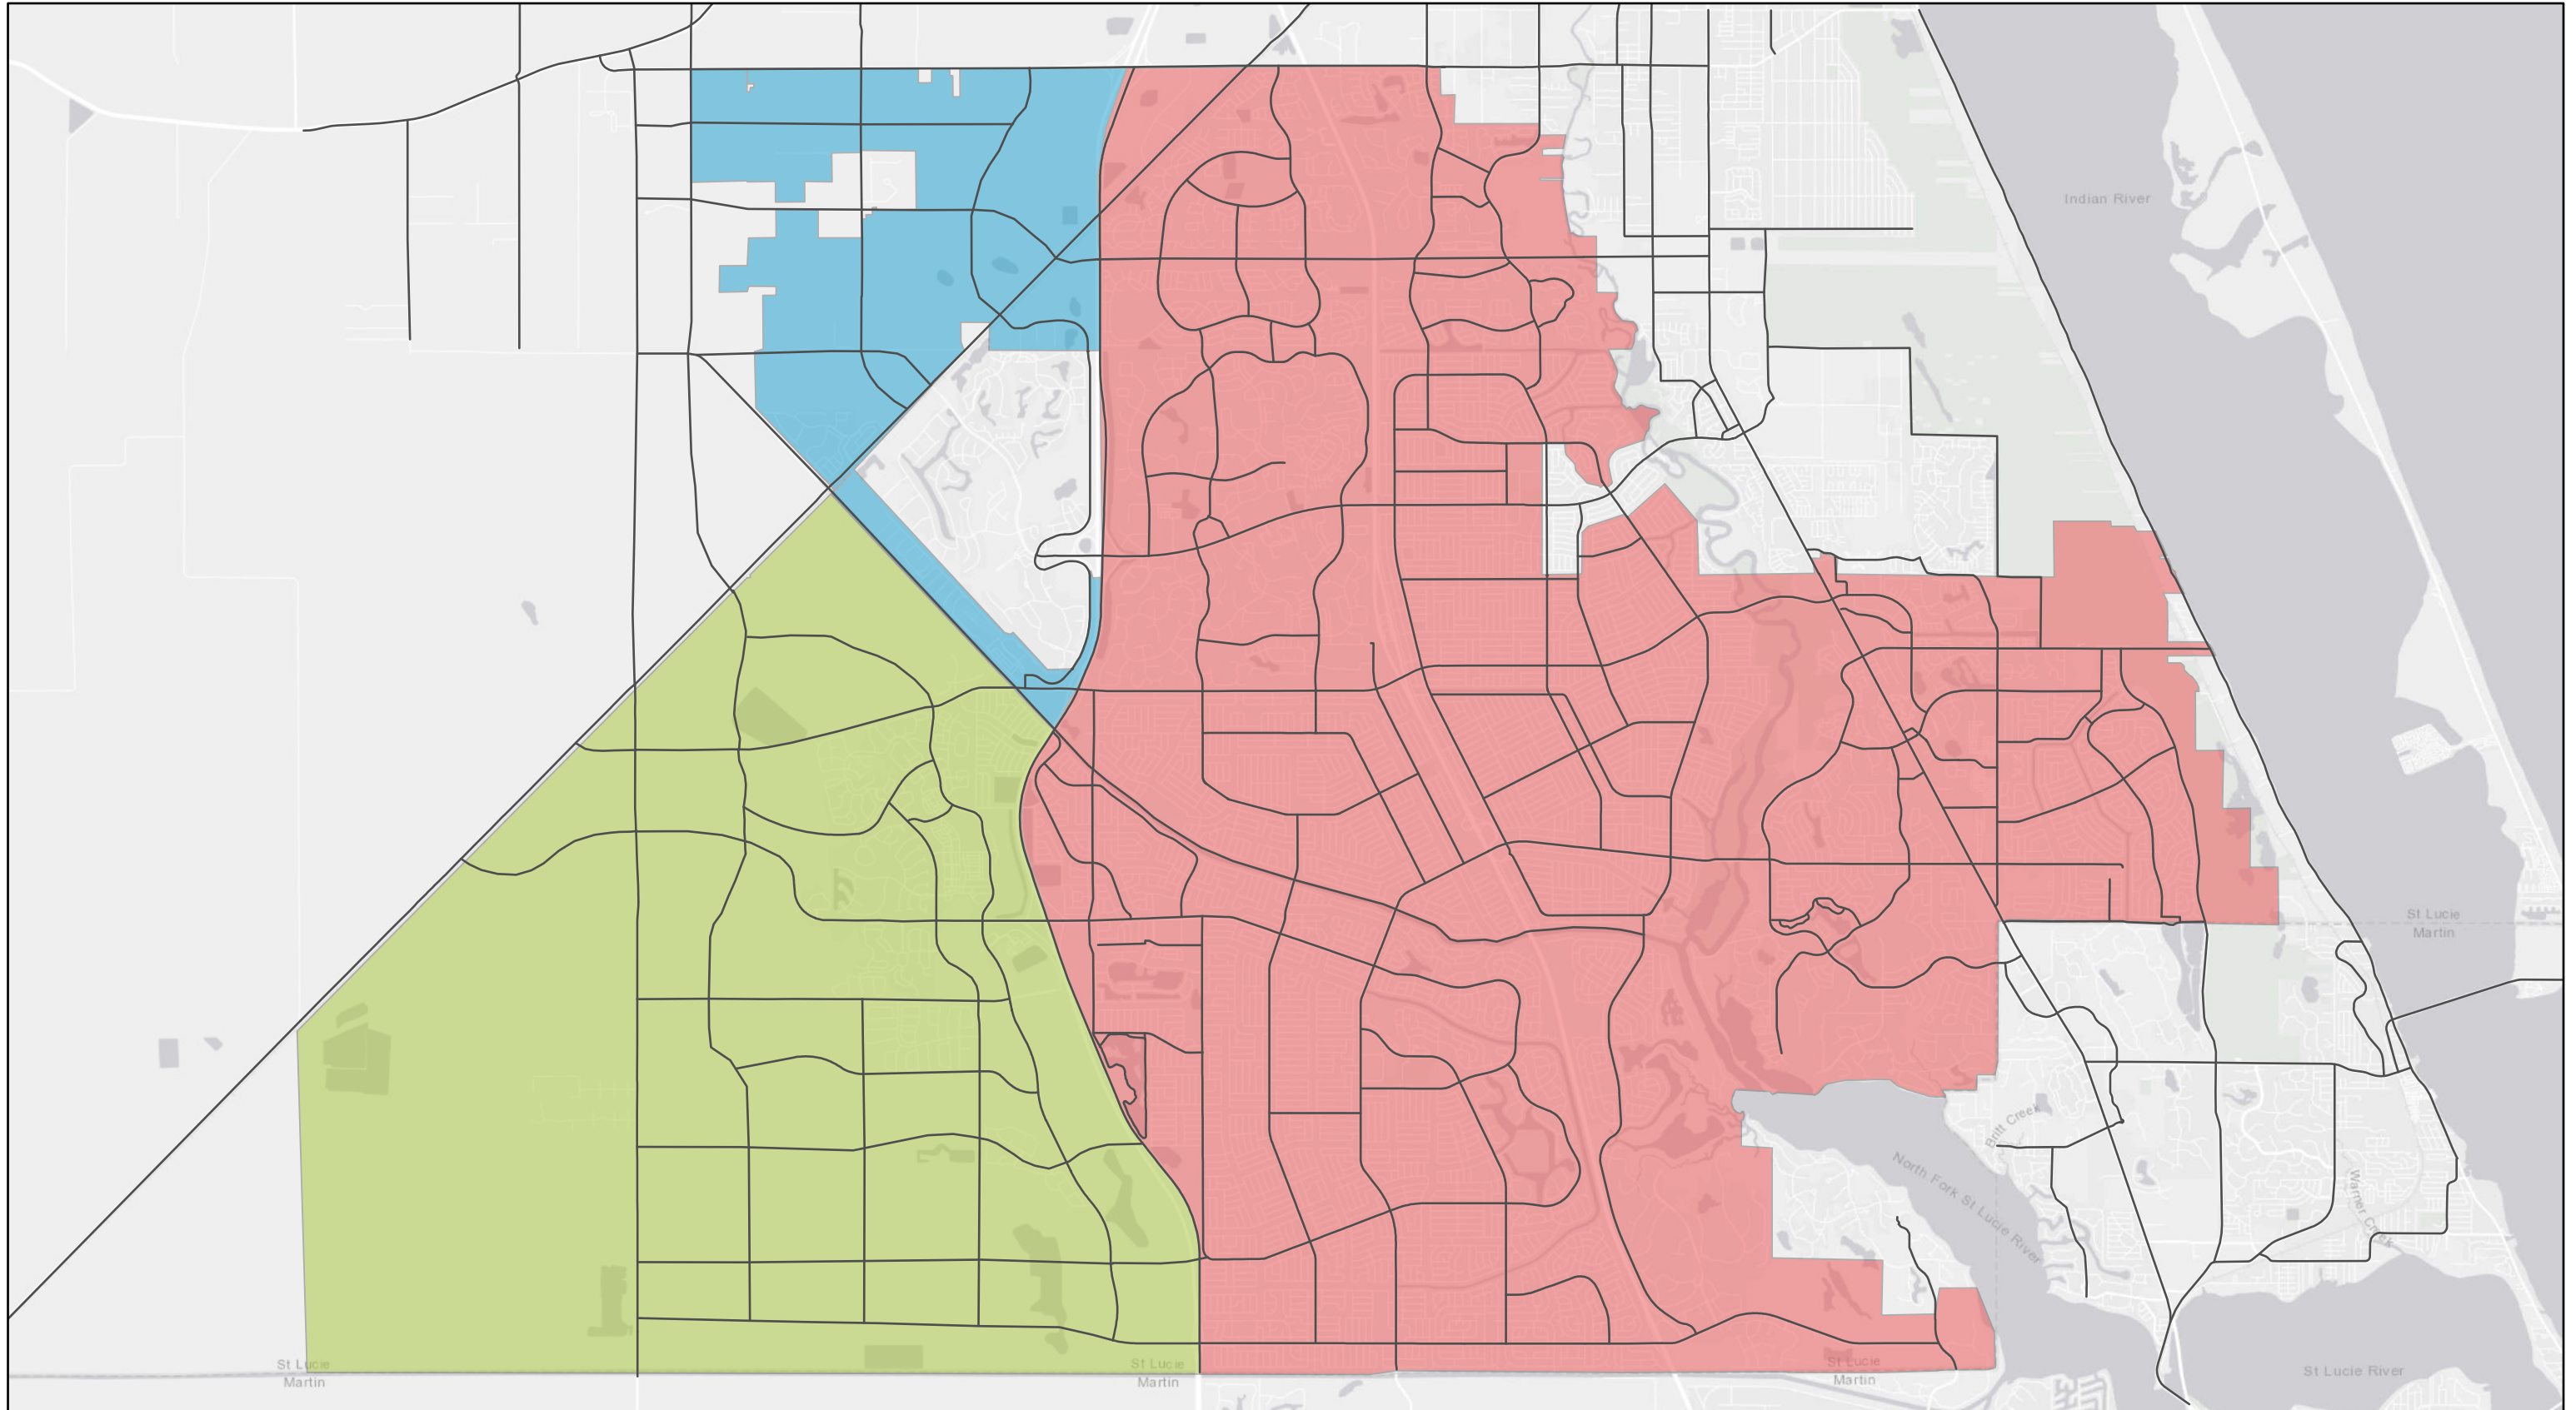 Indian River
St Lucie
Martin
Britt Creek
North Fork St Lucie River
Warner Creek
St Lucie
Martin
St Lucie
Martin
St Lucie
Martin
St Lucie River